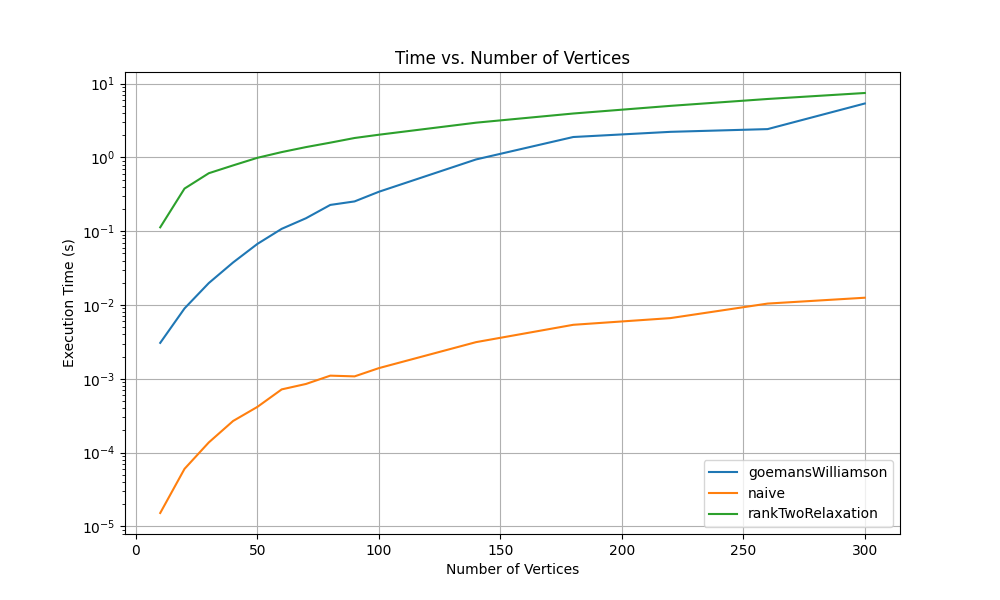 Time vs. Number of Vertices
Execution Time (s)
10¹
10⁰
10⁻¹
10⁻²
10⁻³
10⁻⁴
10⁻⁵
0 50 100 150 200 250 300
Number of Vertices
goemansWilliamson
naive
rankTwoRelaxation